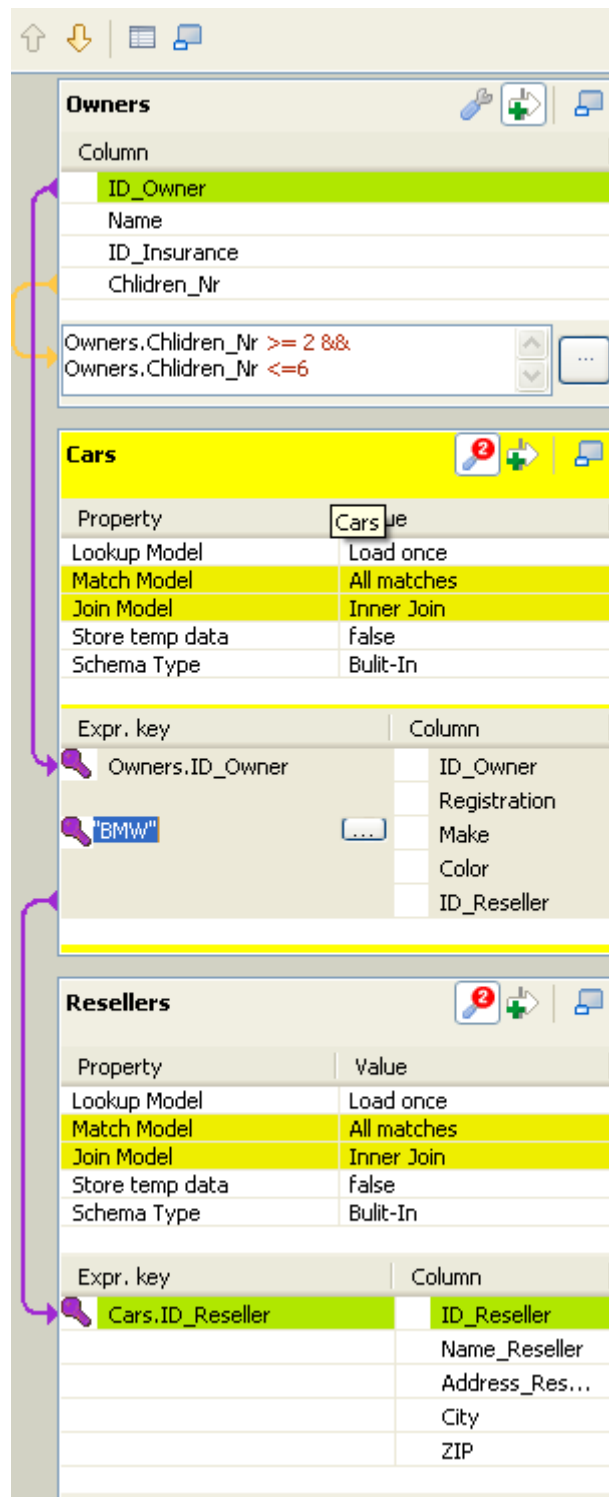 Owners
Column
ID_Owner
Name
ID_Insurance
Chlidren_Nr
Owners.Chlidren_Nr >= 2 &&
Owners.Chlidren_Nr <=6
...
Cars
2
Property ue
Cars
Lookup Model Load once
Match Model All matches
Join Model Inner Join
Store temp data false
Schema Type Bulit-In
Expr. key Column
Owners.ID_Owner ID_Owner
Registration
"BMW" ... Make
Color
ID_Reseller
Resellers
2
Property Value
Lookup Model Load once
Match Model All matches
Join Model Inner Join
Store temp data false
Schema Type Bulit-In
Expr. key Column
Cars.ID_Reseller ID_Reseller
Name_Reseller
Address_Res...
City
ZIP